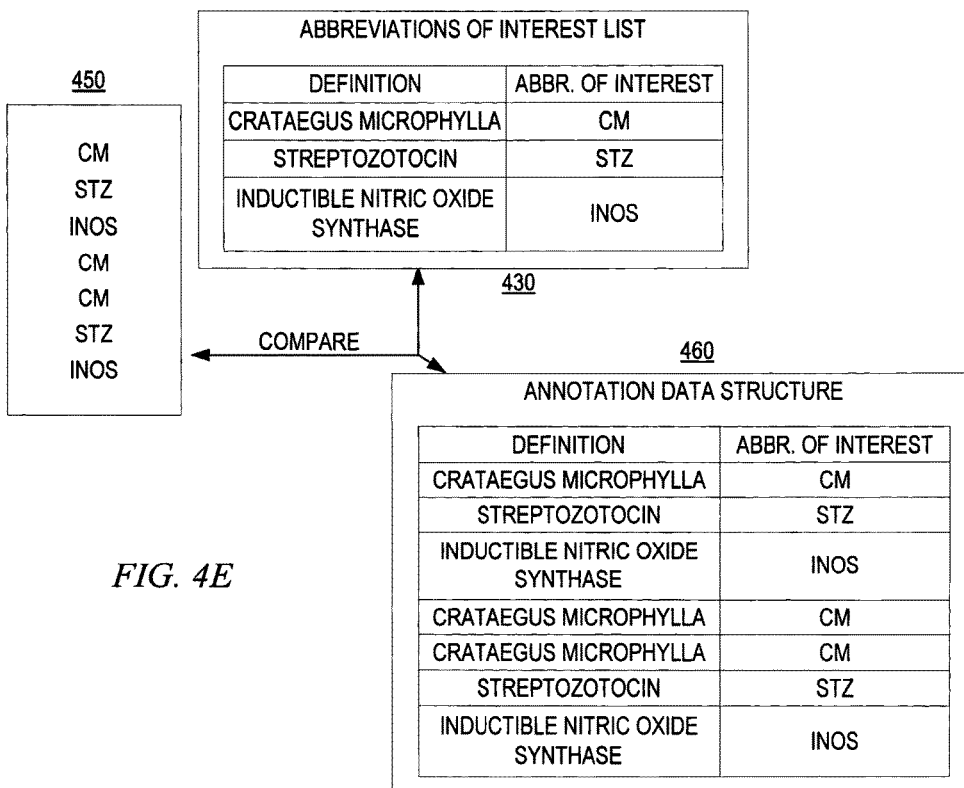 450
CM
STZ
INOS
CM
CM
STZ
INOS
ABBREVIATIONS OF INTEREST LIST
DEFINITION ABBR. OF INTEREST
CRATAEGUS MICROPHYLLA CM
STREPTOZOTOCIN STZ
INDUCTIBLE NITRIC OXIDE
SYNTHASE INOS
430
COMPARE
460
ANNOTATION DATA STRUCTURE
DEFINITION ABBR. OF INTEREST
CRATAEGUS MICROPHYLLA CM
STREPTOZOTOCIN STZ
INDUCTIBLE NITRIC OXIDE
SYNTHASE INOS
CRATAEGUS MICROPHYLLA CM
CRATAEGUS MICROPHYLLA CM
STREPTOZOTOCIN STZ
INDUCTIBLE NITRIC OXIDE
SYNTHASE INOS
FIG. 4E